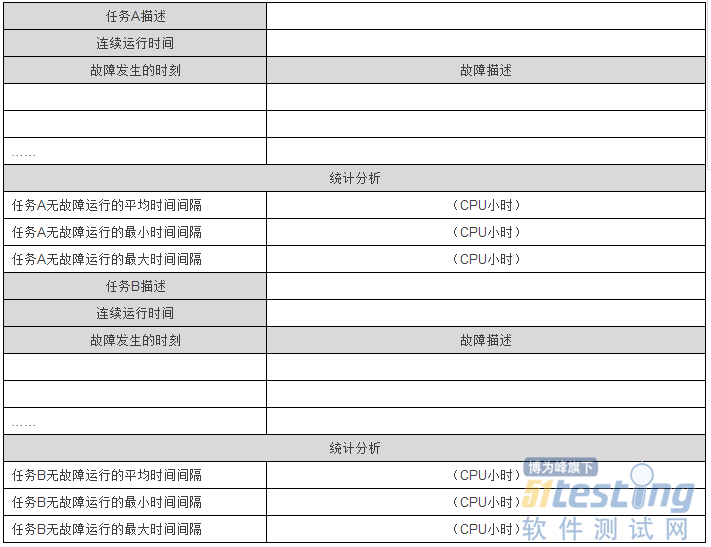 任务A描述
连续运行时间
故障发生的时刻 故障描述
……
统计分析
任务A无故障运行的平均时间间隔 （CPU小时）
任务A无故障运行的最小时间间隔 （CPU小时）
任务A无故障运行的最大时间间隔 （CPU小时）
任务B描述
连续运行时间
故障发生的时刻 故障描述
……
统计分析
任务B无故障运行的平均时间间隔 （CPU小时）
任务B无故障运行的最小时间间隔 （CPU小时）
任务B无故障运行的最大时间间隔 （CPU小时）
博为峰旗下
51testing
软件测试网